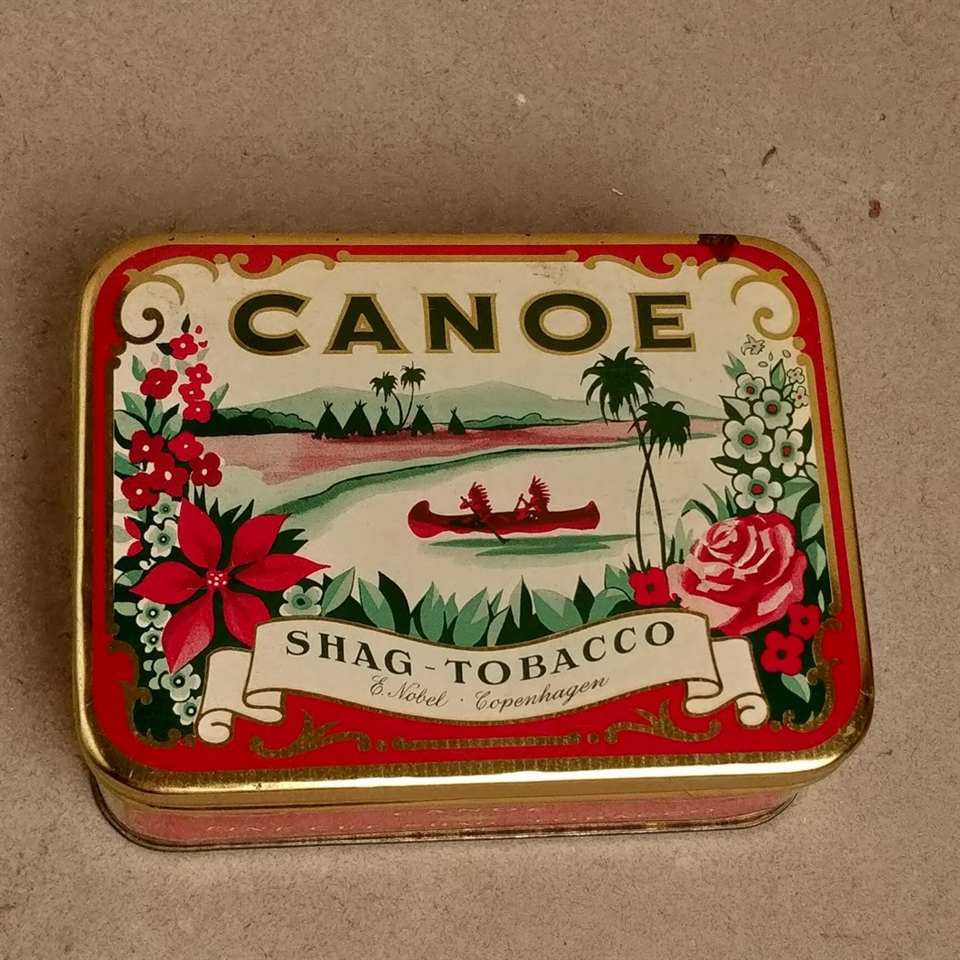 CANOE
SHAG-TOBACCO
E. Nobel · Copenhagen